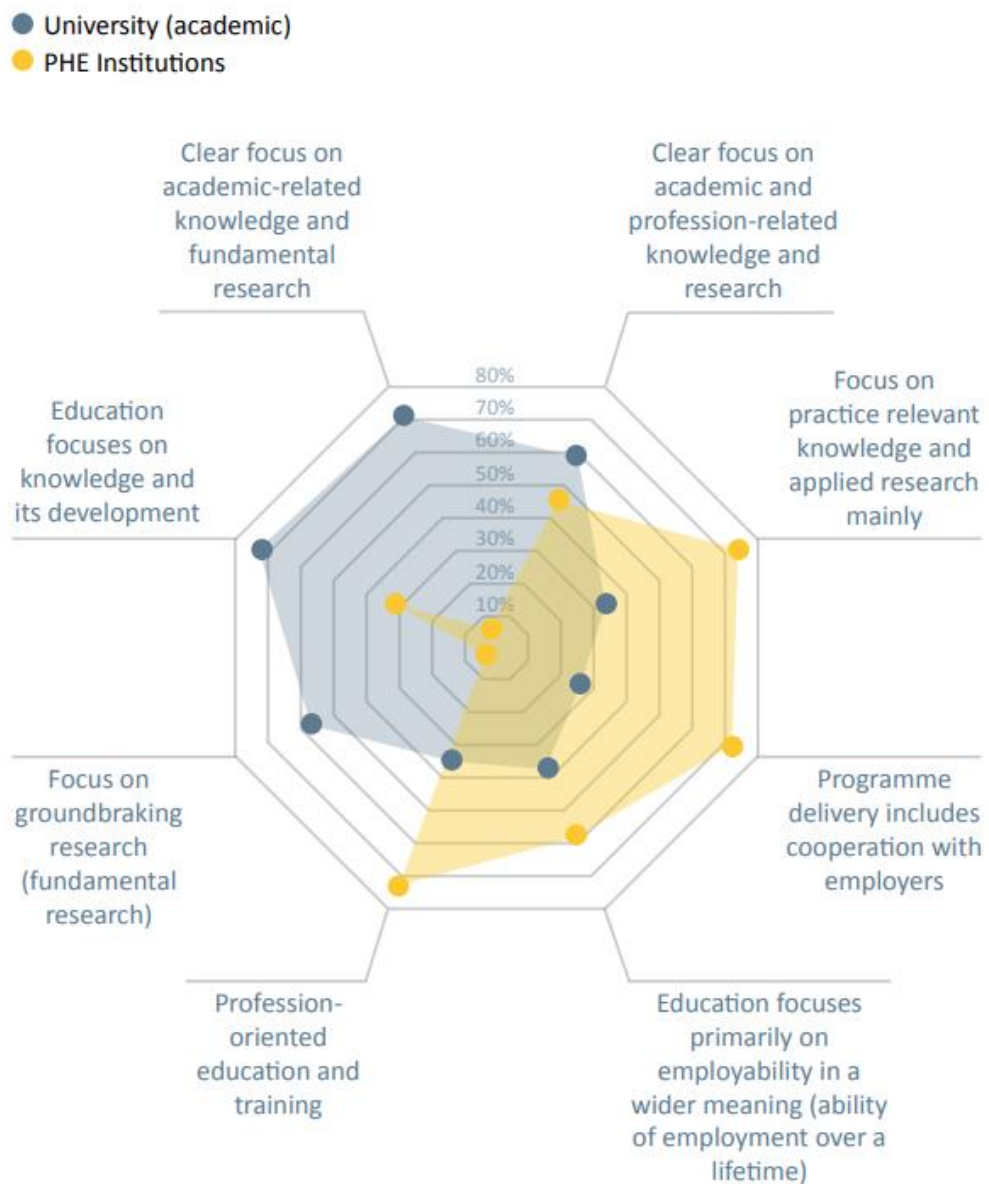 University (academic)
PHE Institutions
Clear focus on
academic-related
knowledge and
fundamental
research
Clear focus on
academic and
profession-related
knowledge and
research
80%
70%
60%
50%
40%
30%
20%
10%
Education
focuses on
knowledge and
its development
Focus on
practice relevant
knowledge and
applied research
mainly
Focus on
groundbraking
research
(fundamental
research)
Programme
delivery includes
cooperation with
employers
Profession-
oriented
education and
training
Education focuses
primarily on
employability in a
wider meaning (ability
of employment over a
lifetime)